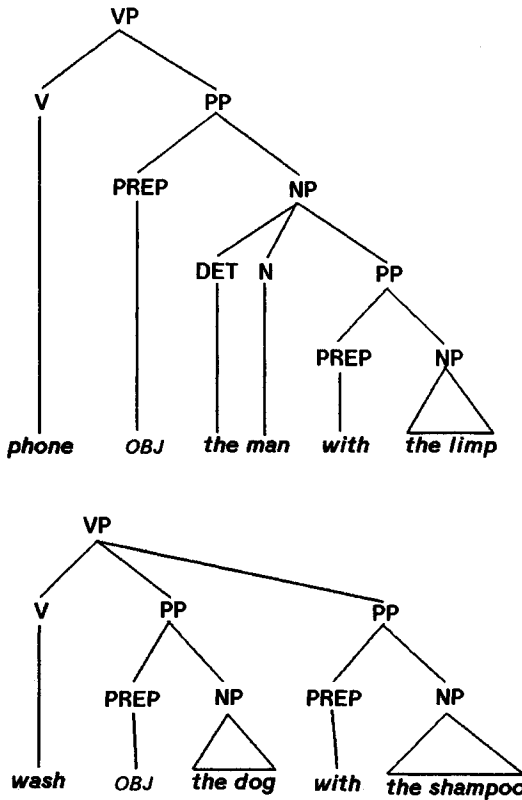 VP
V PP
PREP NP
DET N PP
PREP NP
phone OBJ the man with the limp
VP
V PP PP
PREP NP PREP NP
wash OBJ the dog with the shampoo